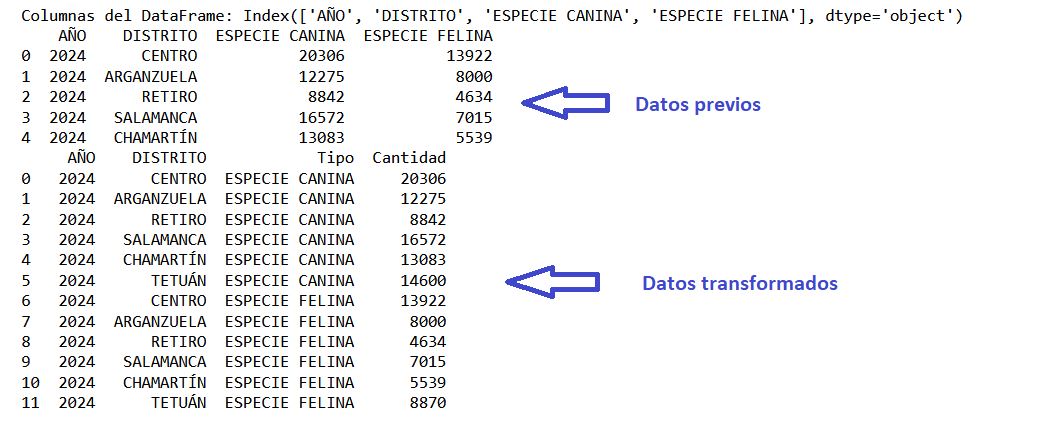 Columnas del DataFrame: Index(['AÑO', 'DISTRITO', 'ESPECIE CANINA', 'ESPECIE FELINA'], dtype='object')
AÑO DISTRITO ESPECIE CANINA ESPECIE FELINA
0 2024 CENTRO 20306 13922
1 2024 ARGANZUELA 12275 8000
2 2024 RETIRO 8842 4634
3 2024 SALAMANCA 16572 7015
4 2024 CHAMARTÍN 13083 5539
Datos previos
AÑO DISTRITO Tipo Cantidad
0 2024 CENTRO ESPECIE CANINA 20306
1 2024 ARGANZUELA ESPECIE CANINA 12275
2 2024 RETIRO ESPECIE CANINA 8842
3 2024 SALAMANCA ESPECIE CANINA 16572
4 2024 CHAMARTÍN ESPECIE CANINA 13083
5 2024 TETUÁN ESPECIE CANINA 14600
6 2024 CENTRO ESPECIE FELINA 13922
7 2024 ARGANZUELA ESPECIE FELINA 8000
8 2024 RETIRO ESPECIE FELINA 4634
9 2024 SALAMANCA ESPECIE FELINA 7015
10 2024 CHAMARTÍN ESPECIE FELINA 5539
11 2024 TETUÁN ESPECIE FELINA 8870
Datos transformados